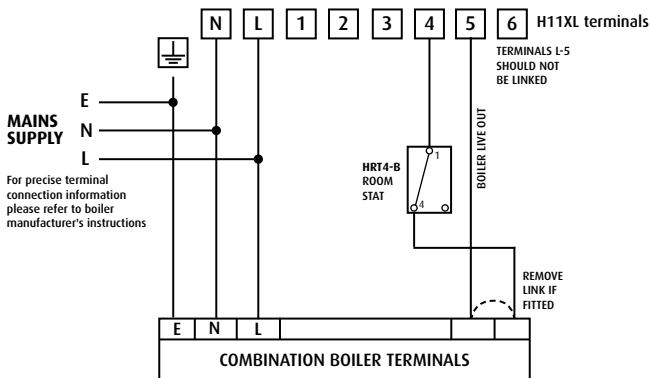 N L 1 2 3 4 5 6 H11XL terminals
TERMINALS L-5
SHOULD NOT
BE LINKED
E
MAINS
SUPPLY
N
L
For precise terminal
connection information
please refer to boiler
manufacturer's instructions
HRT4-B
ROOM
STAT
1
4
BOILER LIVE OUT
REMOVE
LINK IF
FITTED
E N L
COMBINATION BOILER TERMINALS